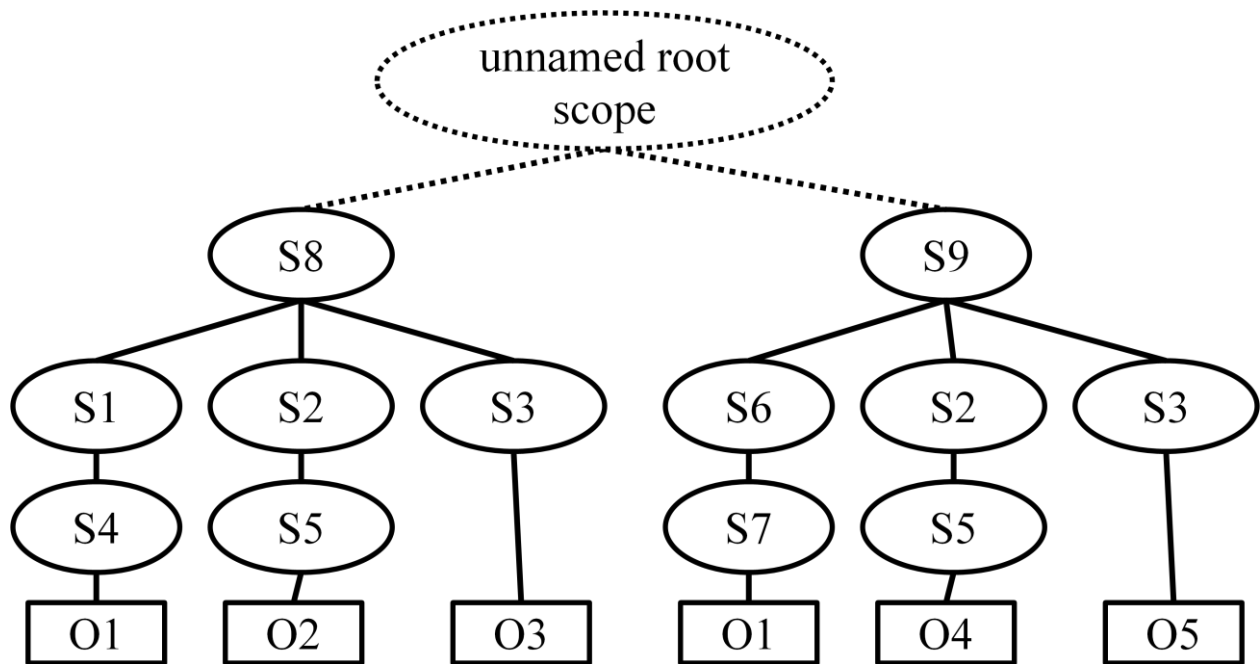 unnamed root
scope
S8
S9
S1
S2
S3
S6
S2
S3
S4
S5
S7
S5
O1
O2
O3
O1
O4
O5